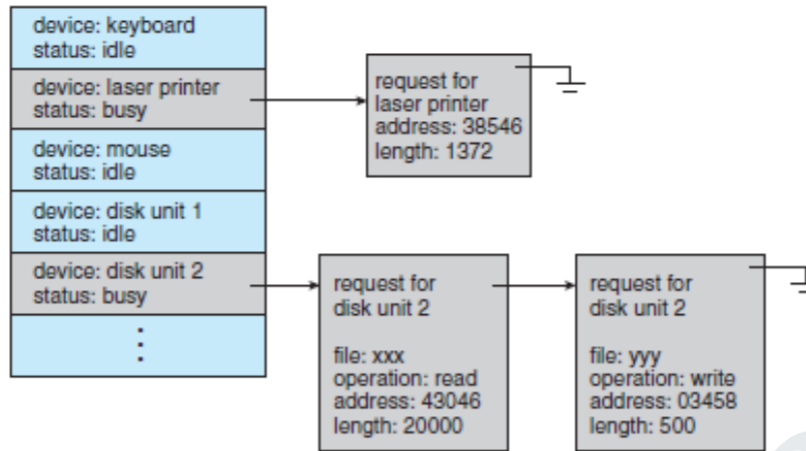 device: keyboard
status: idle
device: laser printer
status: busy
device: mouse
status: idle
device: disk unit 1
status: idle
device: disk unit 2
status: busy
request for
laser printer
address: 38546
length: 1372
request for
disk unit 2
file: xxx
operation: read
address: 43046
length: 20000
request for
disk unit 2
file: yyy
operation: write
address: 03458
length: 500